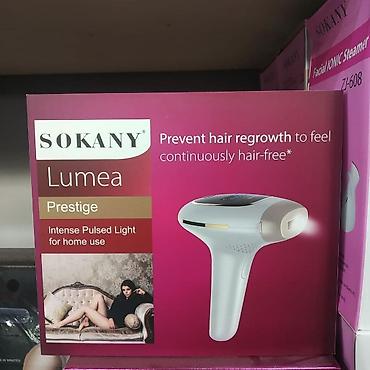 SOKANY®
Lumea
Prestige
Intense Pulsed Light
for home use
Prevent hair regrowth to feel
continuously hair-free*
SOKANY
Facial IONIC Steamer
ZJ-608